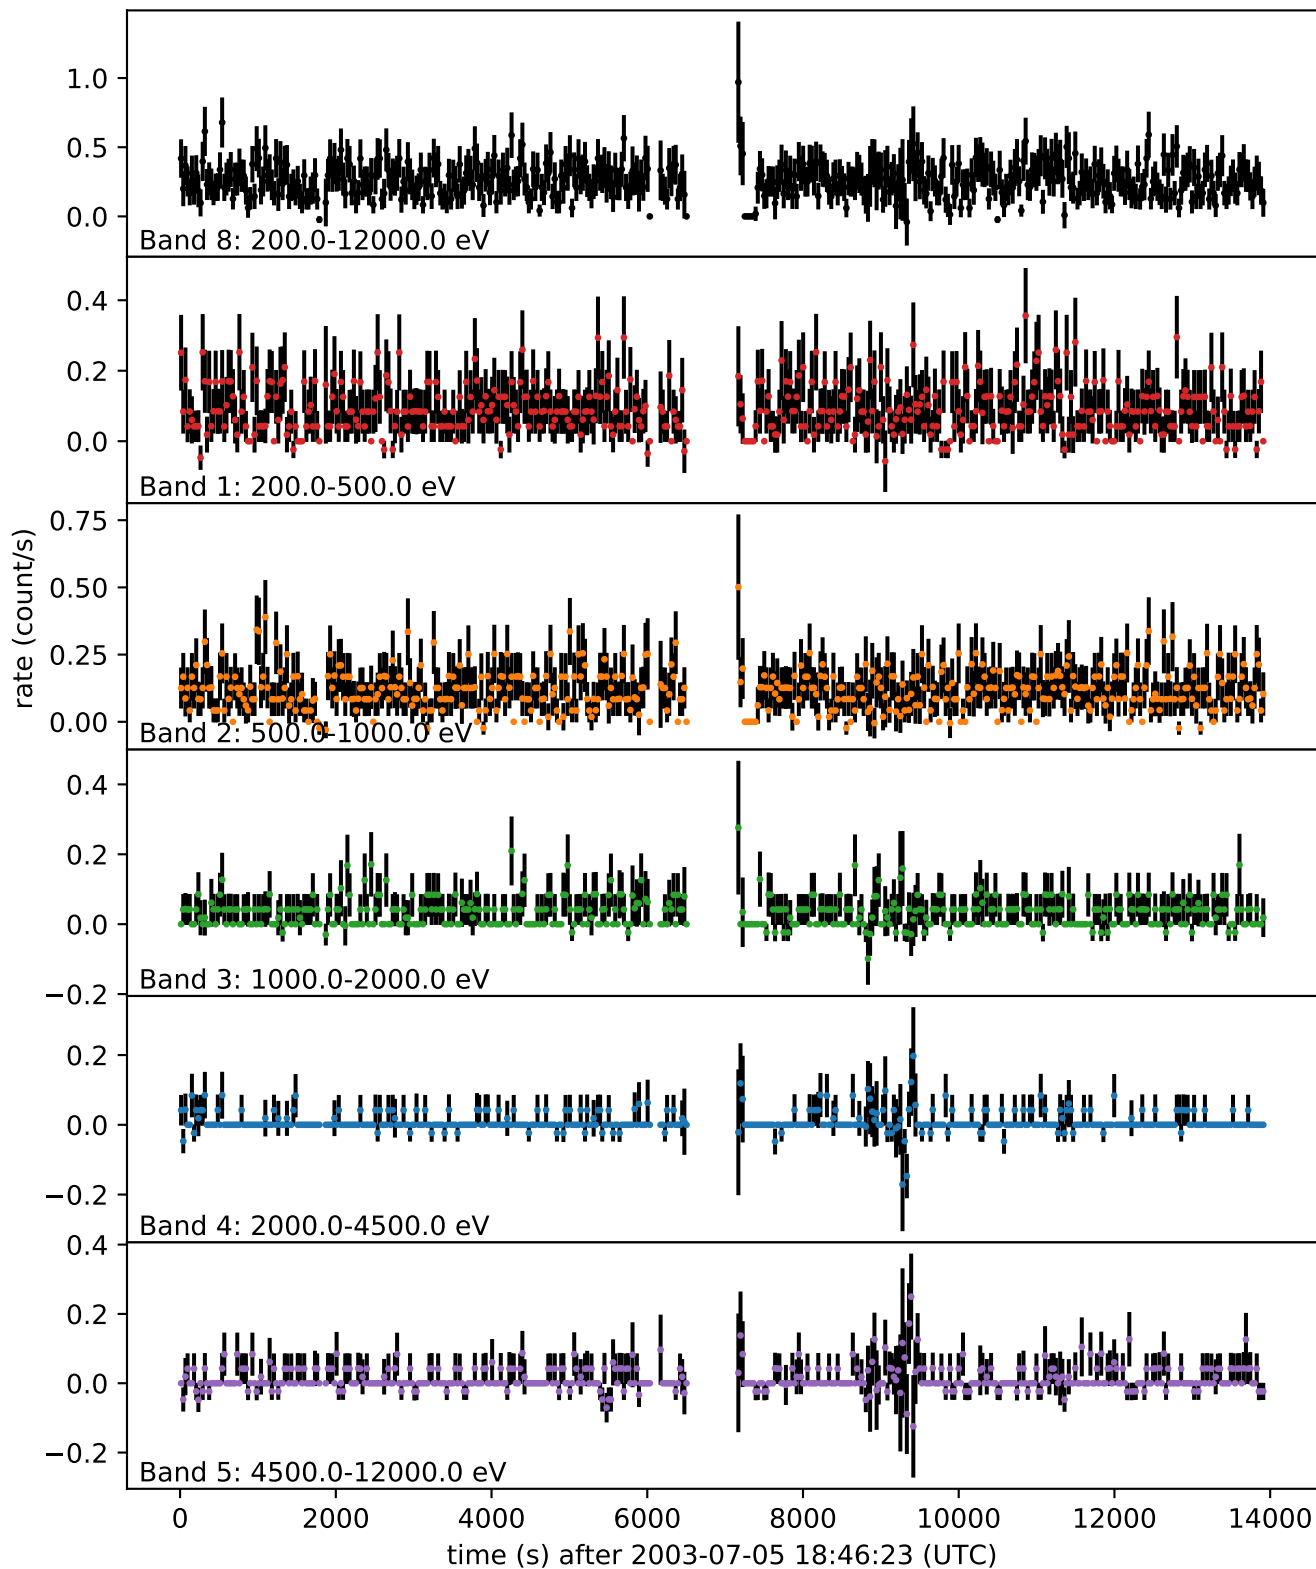 1.0
0.5
0.0
Band 8: 200.0-12000.0 eV
0.4
0.2
0.0
Band 1: 200.0-500.0 eV
rate (count/s)
0.75
0.50
0.25
0.00
Band 2: 500.0-1000.0 eV
0.4
0.2
0.0
−0.2
Band 3: 1000.0-2000.0 eV
0.2
0.0
−0.2
Band 4: 2000.0-4500.0 eV
0.4
0.2
0.0
−0.2
Band 5: 4500.0-12000.0 eV
0 2000 4000 6000 8000 10000 12000 14000
time (s) after 2003-07-05 18:46:23 (UTC)